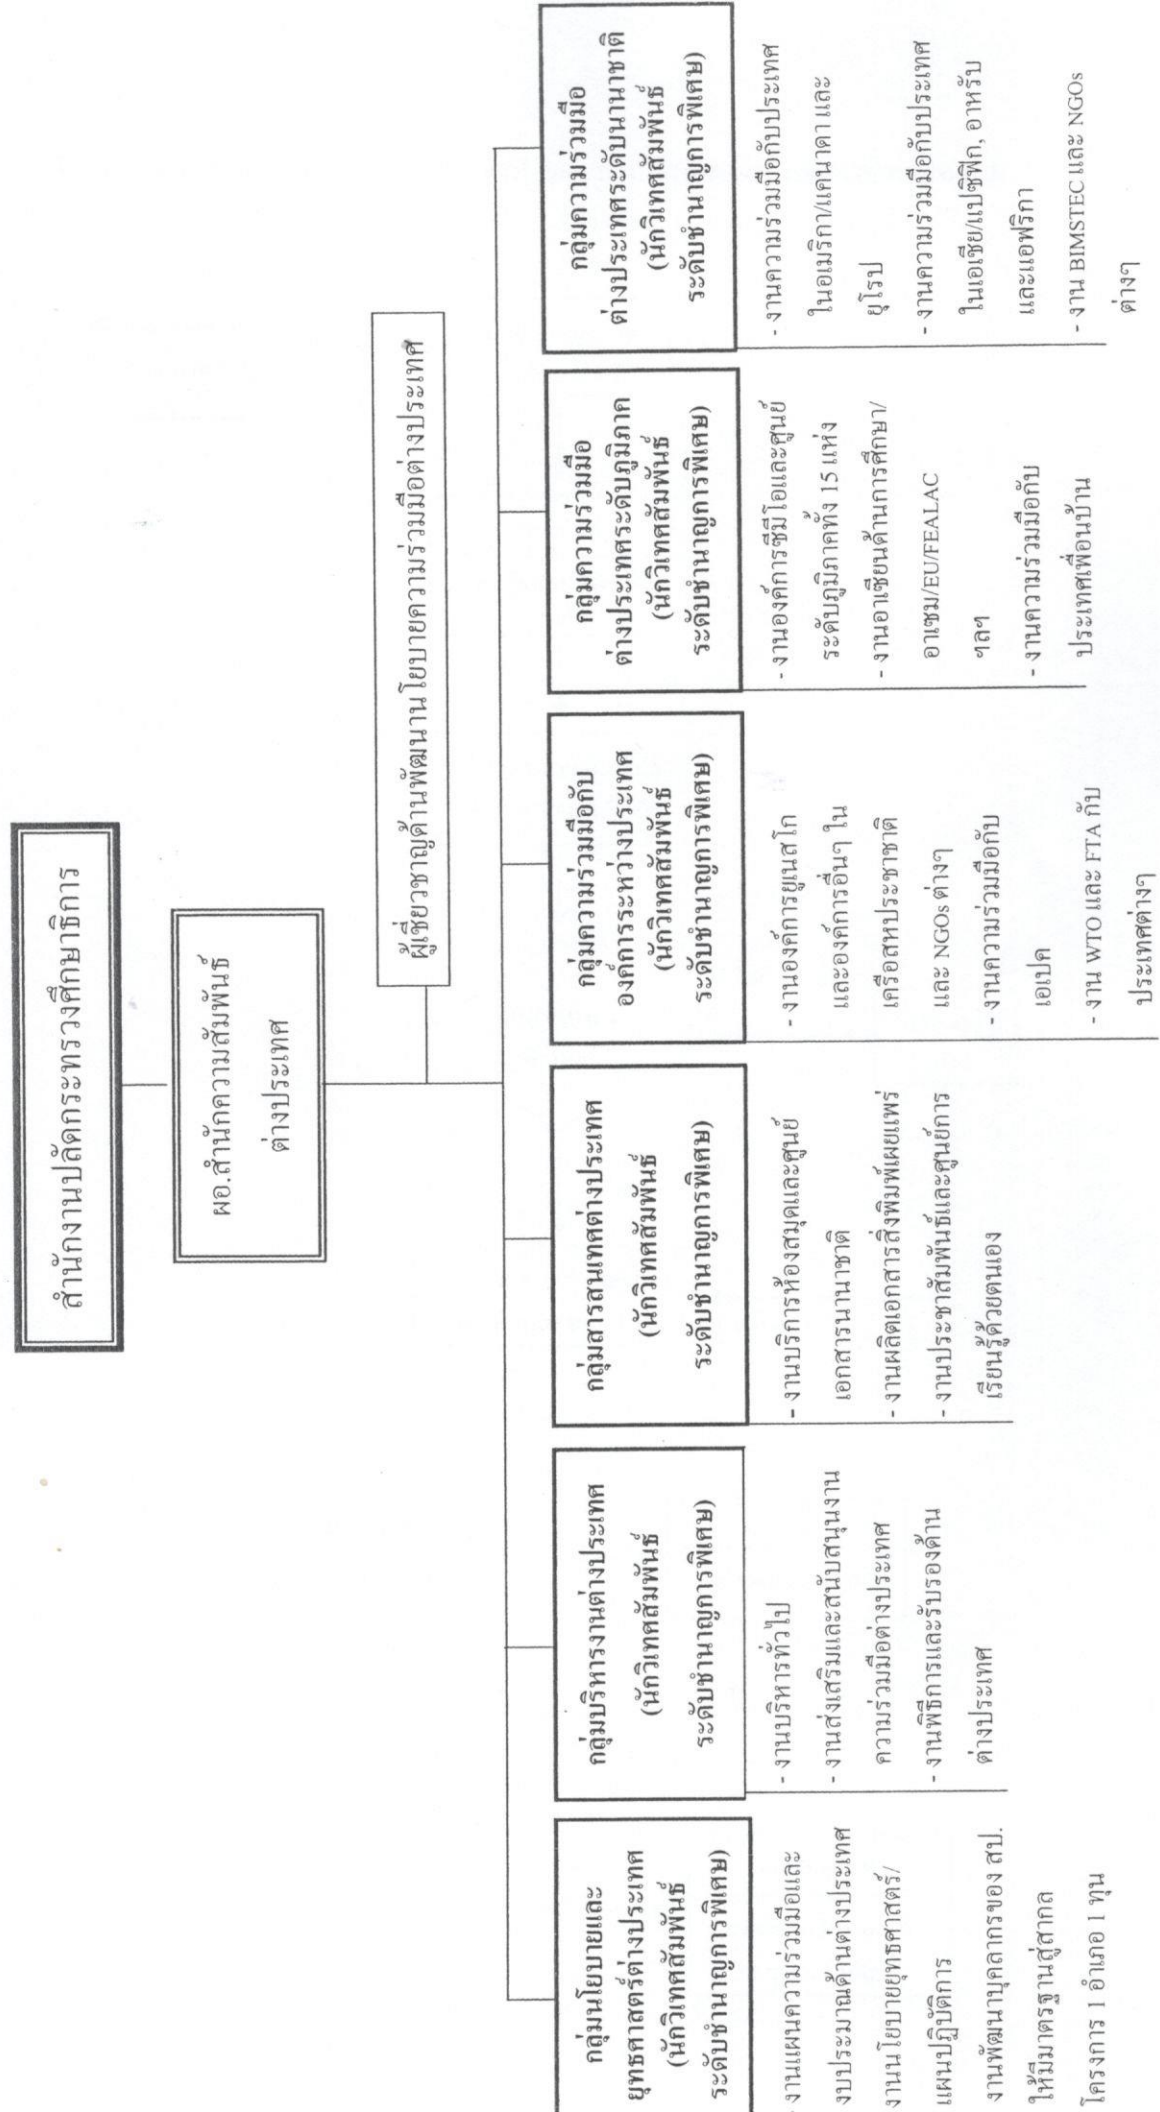 สำนักงานปลัดกระทรวงศึกษาธิการ
ผอ.สำนักความสัมพันธ์
ต่างประเทศ
ผู้เชี่ยวชาญด้านพัฒนานโยบายความร่วมมือต่างประเทศ
กลุ่มนโยบายและ
ยุทธศาสตร์ต่างประเทศ
(นักวิเทศสัมพันธ์
ระดับชำนาญการพิเศษ)
- งานแผนความร่วมมือและ
งบประมาณด้านต่างประเทศ
งานนโยบายยุทธศาสตร์/
แผนปฏิบัติการ
งานพัฒนาบุคลากรของ สป.
ให้มีมาตรฐานสู่สากล
โครงการ 1 อำเภอ 1 ทุน
กลุ่มบริหารงานต่างประเทศ
(นักวิเทศสัมพันธ์
ระดับชำนาญการพิเศษ)
- งานบริหารทั่วไป
- งานส่งเสริมและสนับสนุนงาน
ความร่วมมือต่างประเทศ
- งานพิธีการและรับรองด้าน
ต่างประเทศ
กลุ่มสารสนเทศต่างประเทศ
(นักวิเทศสัมพันธ์
ระดับชำนาญการพิเศษ)
- งานบริการห้องสมุดและศูนย์
เอกสารนานาชาติ
- งานผลิตเอกสารสิ่งพิมพ์เผยแพร่
- งานประชาสัมพันธ์และศูนย์การ
เรียนรู้ด้วยตนเอง
กลุ่มความร่วมมือกับ
องค์การระหว่างประเทศ
(นักวิเทศสัมพันธ์
ระดับชำนาญการพิเศษ)
- งานองค์การยูเนสโก
และองค์การอื่นๆ ใน
เครือสหประชาชาติ
และ NGOs ต่างๆ
- งานความร่วมมือกับ
เอเปค
- งาน WTO และ FTA กับ
ประเทศต่างๆ
กลุ่มความร่วมมือ
ต่างประเทศระดับภูมิภาค
(นักวิเทศสัมพันธ์
ระดับชำนาญการพิเศษ)
- งานองค์การซีมีโอและศูนย์
ระดับภูมิภาคทั้ง 15 แห่ง
- งานอาเซียนด้านการศึกษา/
อาเซม/EU/FEALAC
ฯลฯ
- งานความร่วมมือกับ
ประเทศเพื่อนบ้าน
กลุ่มความร่วมมือ
ต่างประเทศระดับนานาชาติ
(นักวิเทศสัมพันธ์
ระดับชำนาญการพิเศษ)
- งานความร่วมมือกับประเทศ
ในอเมริกา/แคนาดา และ
ยุโรป
- งานความร่วมมือกับประเทศ
ในเอเชีย/แปซิฟิก, อาหรับ
และแอฟริกา
- งาน BIMSTEC และ NGOs
ต่างๆ